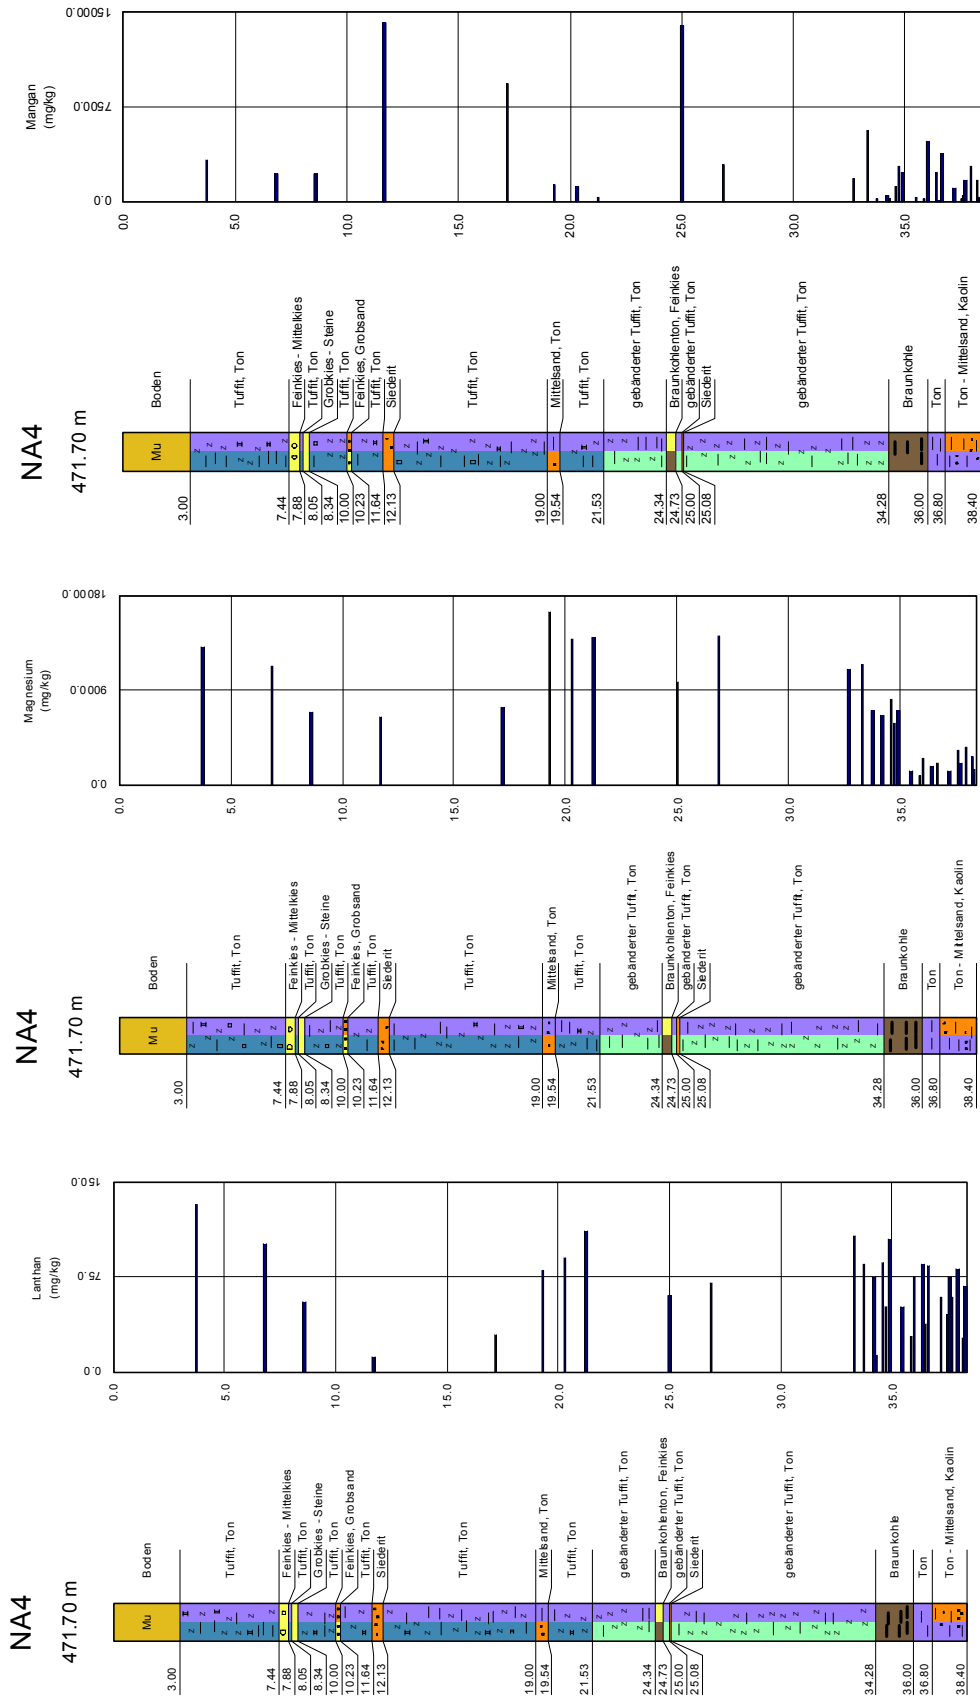 NA4
471.70 m
Mu
Boden
3.00
Tuffit, Ton
7.44
Feinkies - Mittelkies
7.88
Tuffit, Ton
8.05
Grobkies - Steine
8.34
Tuffit, Ton
10.00
Feinkies, Grobsand
10.23
Tuffit, Ton
11.64
Siederit
12.13
Tuffit, Ton
19.00
Mittelsand, Ton
19.54
Tuffit, Ton
21.53
gebänderter Tuffit, Ton
24.34
Braunkohlenton, Feinkies
24.73
gebänderter Tuffit, Ton
25.00
Siederit
25.08
gebänderter Tuffit, Ton
34.28
Braunkohle
36.00
Ton
36.80
Ton - Mittelsand, Kaolin
38.40
Lanthan
(mg/kg)
0.0
75.0
150.0
0.0
5.0
10.0
15.0
20.0
25.0
30.0
35.0
NA4
471.70 m
Mu
Boden
3.00
Tuffit, Ton
7.44
Feinkies - Mittelkies
7.88
Tuffit, Ton
8.05
Grobkies - Steine
8.34
Tuffit, Ton
10.00
Feinkies, Grobsand
10.23
Tuffit, Ton
11.64
Siederit
12.13
Tuffit, Ton
19.00
Mittelsand, Ton
19.54
Tuffit, Ton
21.53
gebänderter Tuffit, Ton
24.34
Braunkohlenton, Feinkies
24.73
gebänderter Tuffit, Ton
25.00
Siederit
25.08
gebänderter Tuffit, Ton
34.28
Braunkohle
36.00
Ton
36.80
Ton - Mittelsand, Kaolin
38.40
Magnesium
(mg/kg)
0.0
9000.0
18000.0
0.0
5.0
10.0
15.0
20.0
25.0
30.0
35.0
NA4
471.70 m
Mu
Boden
3.00
Tuffit, Ton
7.44
Feinkies - Mittelkies
7.88
Tuffit, Ton
8.05
Grobkies - Steine
8.34
Tuffit, Ton
10.00
Feinkies, Grobsand
10.23
Tuffit, Ton
11.64
Siederit
12.13
Tuffit, Ton
19.00
Mittelsand, Ton
19.54
Tuffit, Ton
21.53
gebänderter Tuffit, Ton
24.34
Braunkohlenton, Feinkies
24.73
gebänderter Tuffit, Ton
25.00
Siederit
25.08
gebänderter Tuffit, Ton
34.28
Braunkohle
36.00
Ton
36.80
Ton - Mittelsand, Kaolin
38.40
Mangan
(mg/kg)
0.0
7500.0
15000.0
0.0
5.0
10.0
15.0
20.0
25.0
30.0
35.0